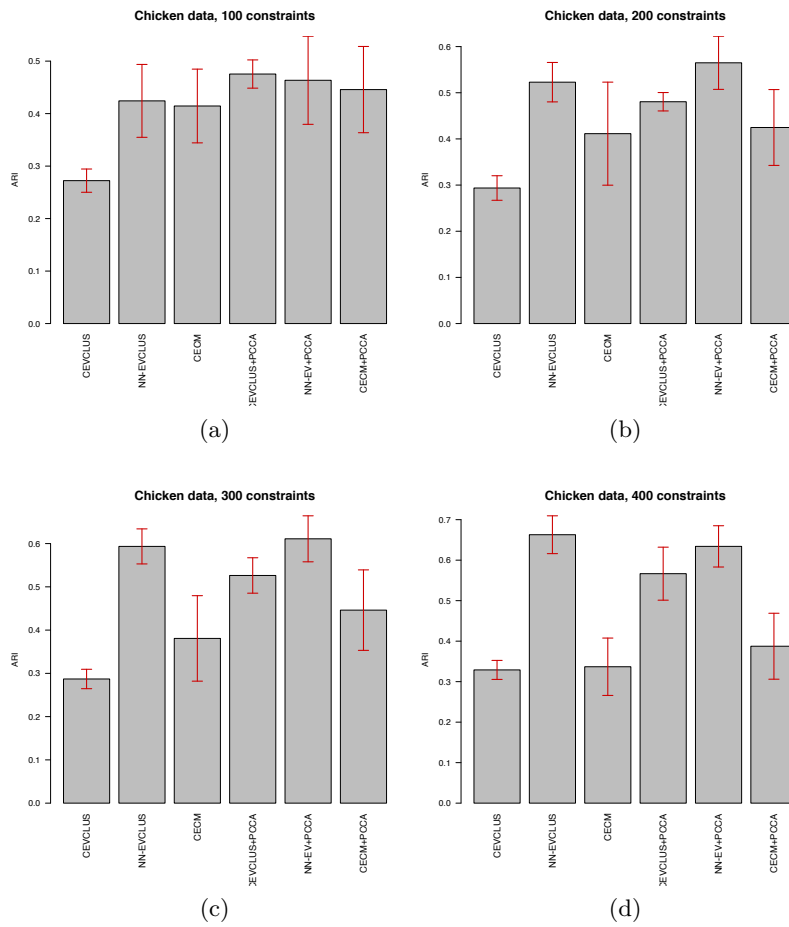 Chicken data, 100 constraints
ARI
0.5
0.4
0.3
0.2
0.1
0.0
CEVCLUS
NN-EVCLUS
CECM
CEVCLUS+PCCA
NN-EV+PCCA
CECM+PCCA
(a)
Chicken data, 200 constraints
ARI
0.6
0.5
0.4
0.3
0.2
0.1
0.0
CEVCLUS
NN-EVCLUS
CECM
CEVCLUS+PCCA
NN-EV+PCCA
CECM+PCCA
(b)
Chicken data, 300 constraints
ARI
0.6
0.5
0.4
0.3
0.2
0.1
0.0
CEVCLUS
NN-EVCLUS
CECM
CEVCLUS+PCCA
NN-EV+PCCA
CECM+PCCA
(c)
Chicken data, 400 constraints
ARI
0.7
0.6
0.5
0.4
0.3
0.2
0.1
0.0
CEVCLUS
NN-EVCLUS
CECM
CEVCLUS+PCCA
NN-EV+PCCA
CECM+PCCA
(d)